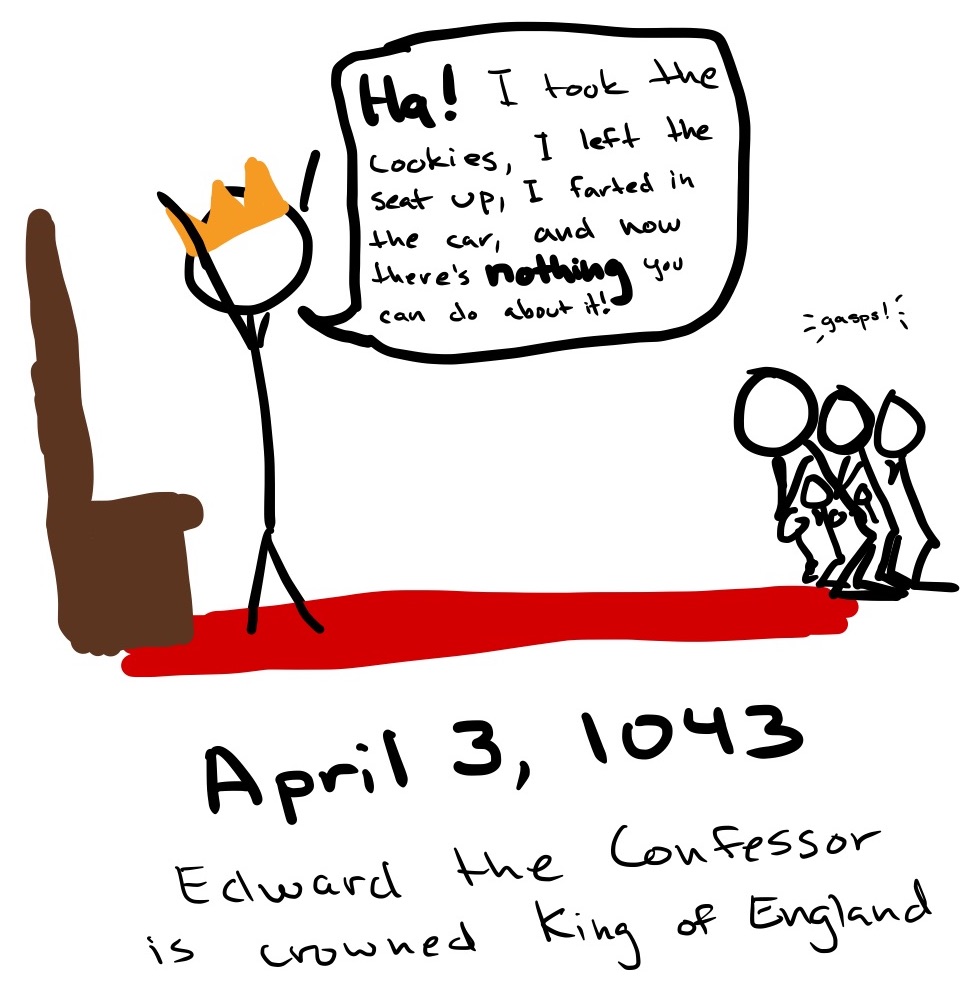 Ha! I took the
cookies, I left the
seat up, I farted in
the car, and now
there's nothing you
can do about it!
gasps!
April 3, 1043
Edward the Confessor
is crowned King of England